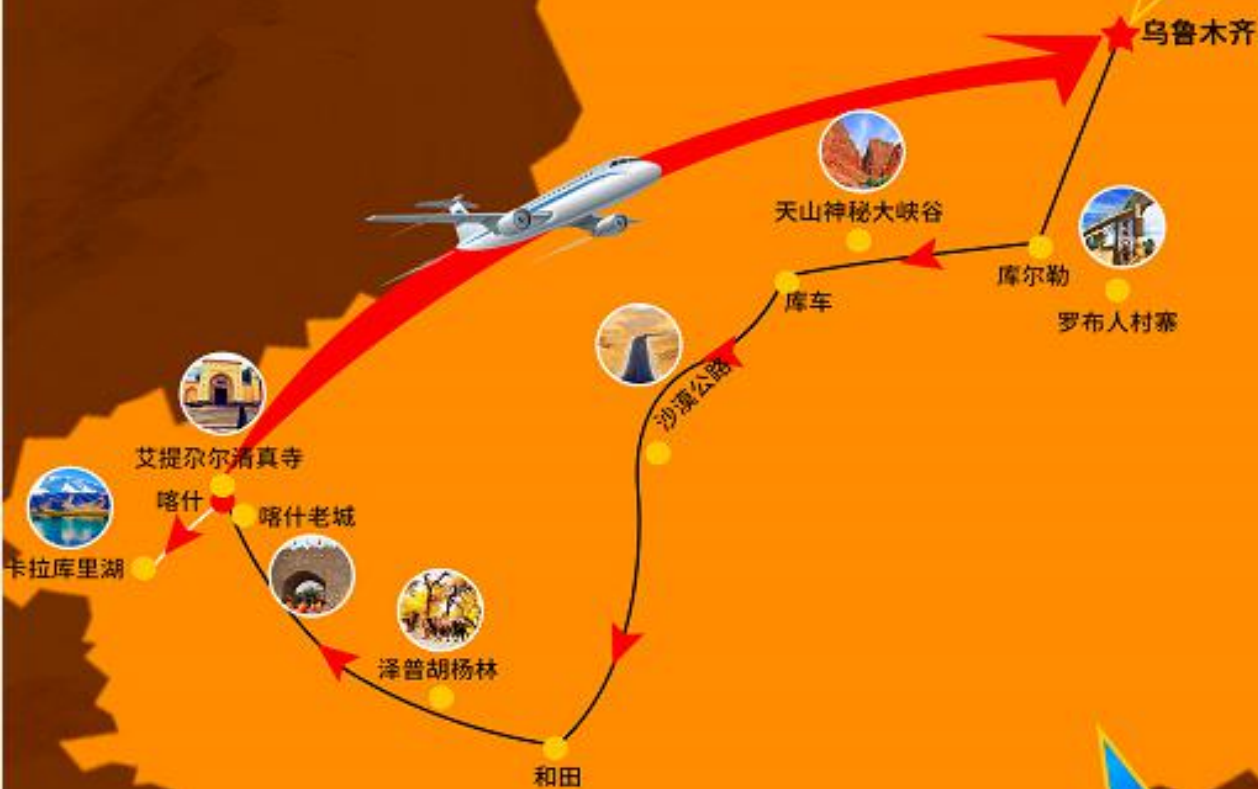 乌鲁木齐
天山神秘大峡谷
库尔勒
库车
罗布人村寨
沙漠公路
艾提尕尔清真寺
喀什
喀什老城
卡拉库里湖
泽普胡杨林
和田